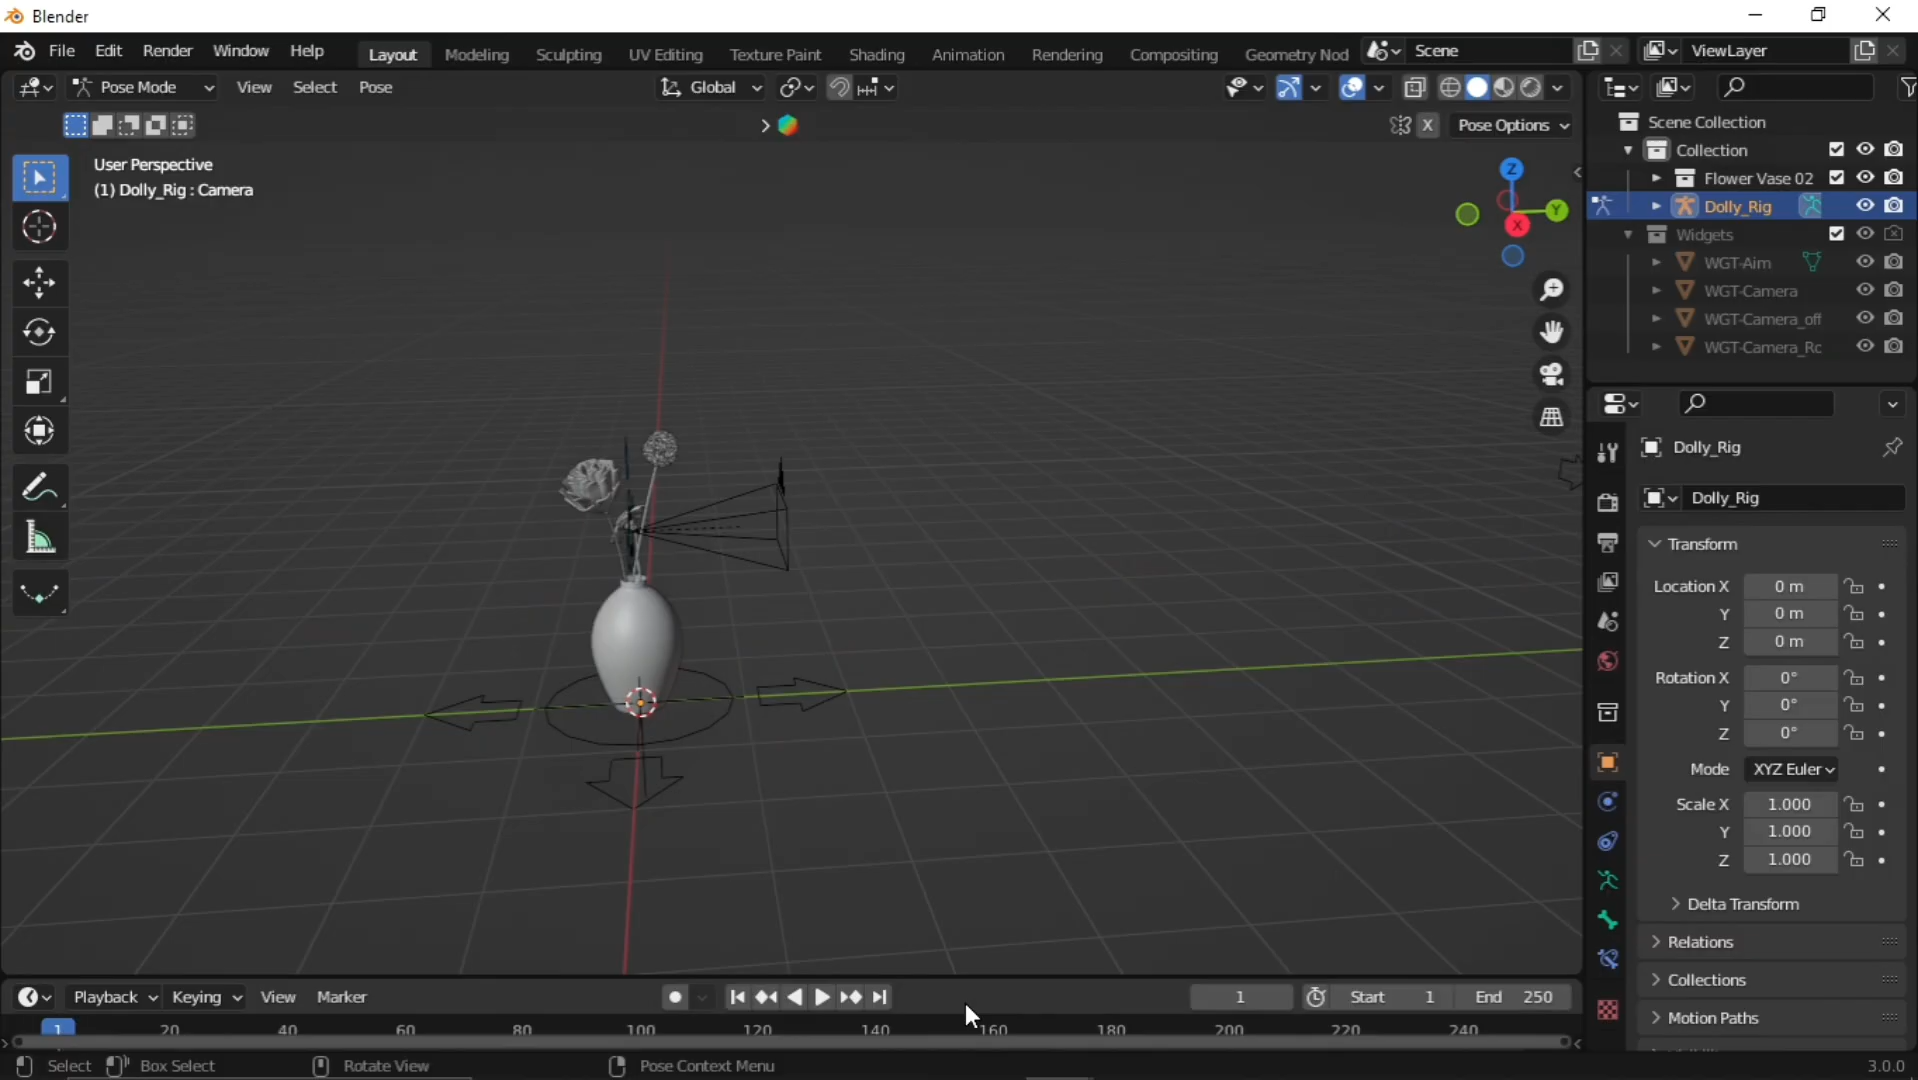 Blender
File Edit Render Window Help Layout Modeling Sculpting UV Editing Texture Paint Shading Animation Rendering Compositing Geometry Nod Scene ViewLayer
Pose Mode View Select Pose Global
X Pose Options
User Perspective
(1) Dolly_Rig : Camera
Z
Y
X
Scene Collection
Collection
Flower Vase 02
Dolly_Rig
Widgets
WGT-Aim
WGT-Camera
WGT-Camera_off
WGT-Camera_Rc
Dolly_Rig
Dolly_Rig
Transform
Location X 0 m
Y 0 m
Z 0 m
Rotation X 0°
Y 0°
Z 0°
Mode XYZ Euler
Scale X 1.000
Y 1.000
Z 1.000
Delta Transform
Relations
Collections
Motion Paths
Playback Keying View Marker 1 Start 1 End 250
1 20 40 60 80 100 120 140 160 180 200 220 240
Select Box Select Rotate View Pose Context Menu 3.0.0